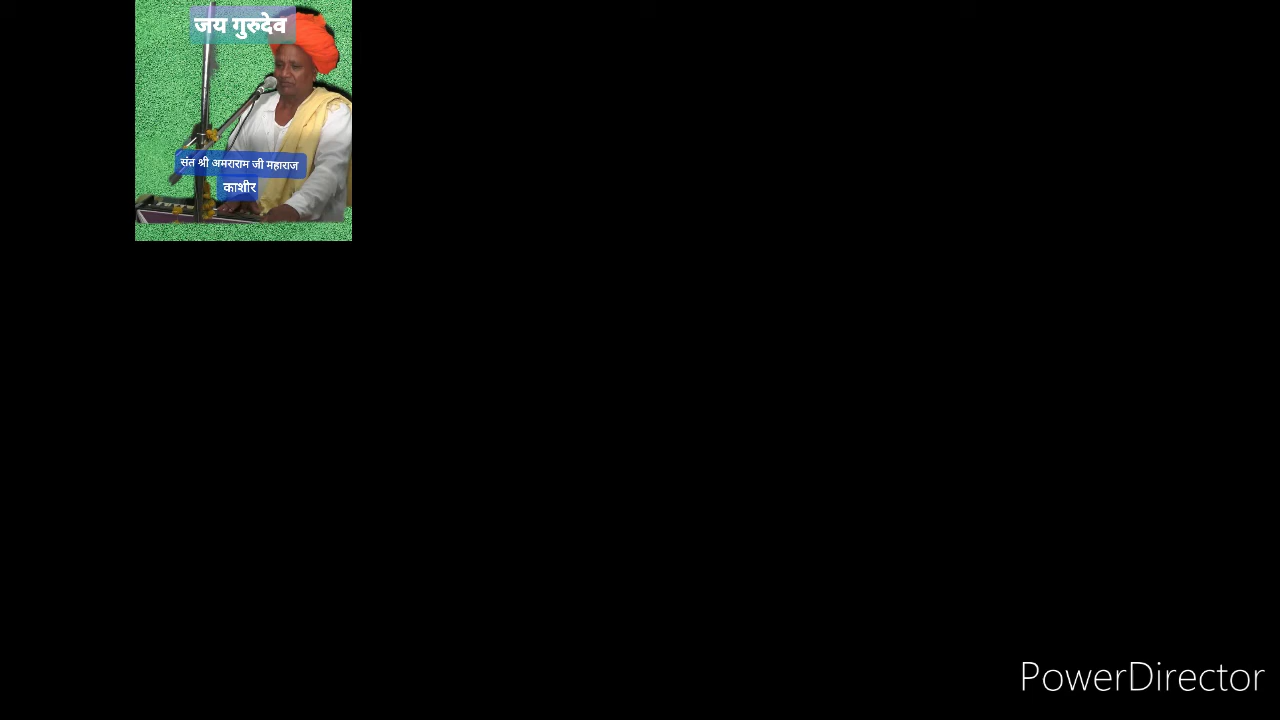 जय गुरुदेव
संत श्री अमराराम जी महाराज
काशीर
PowerDirector